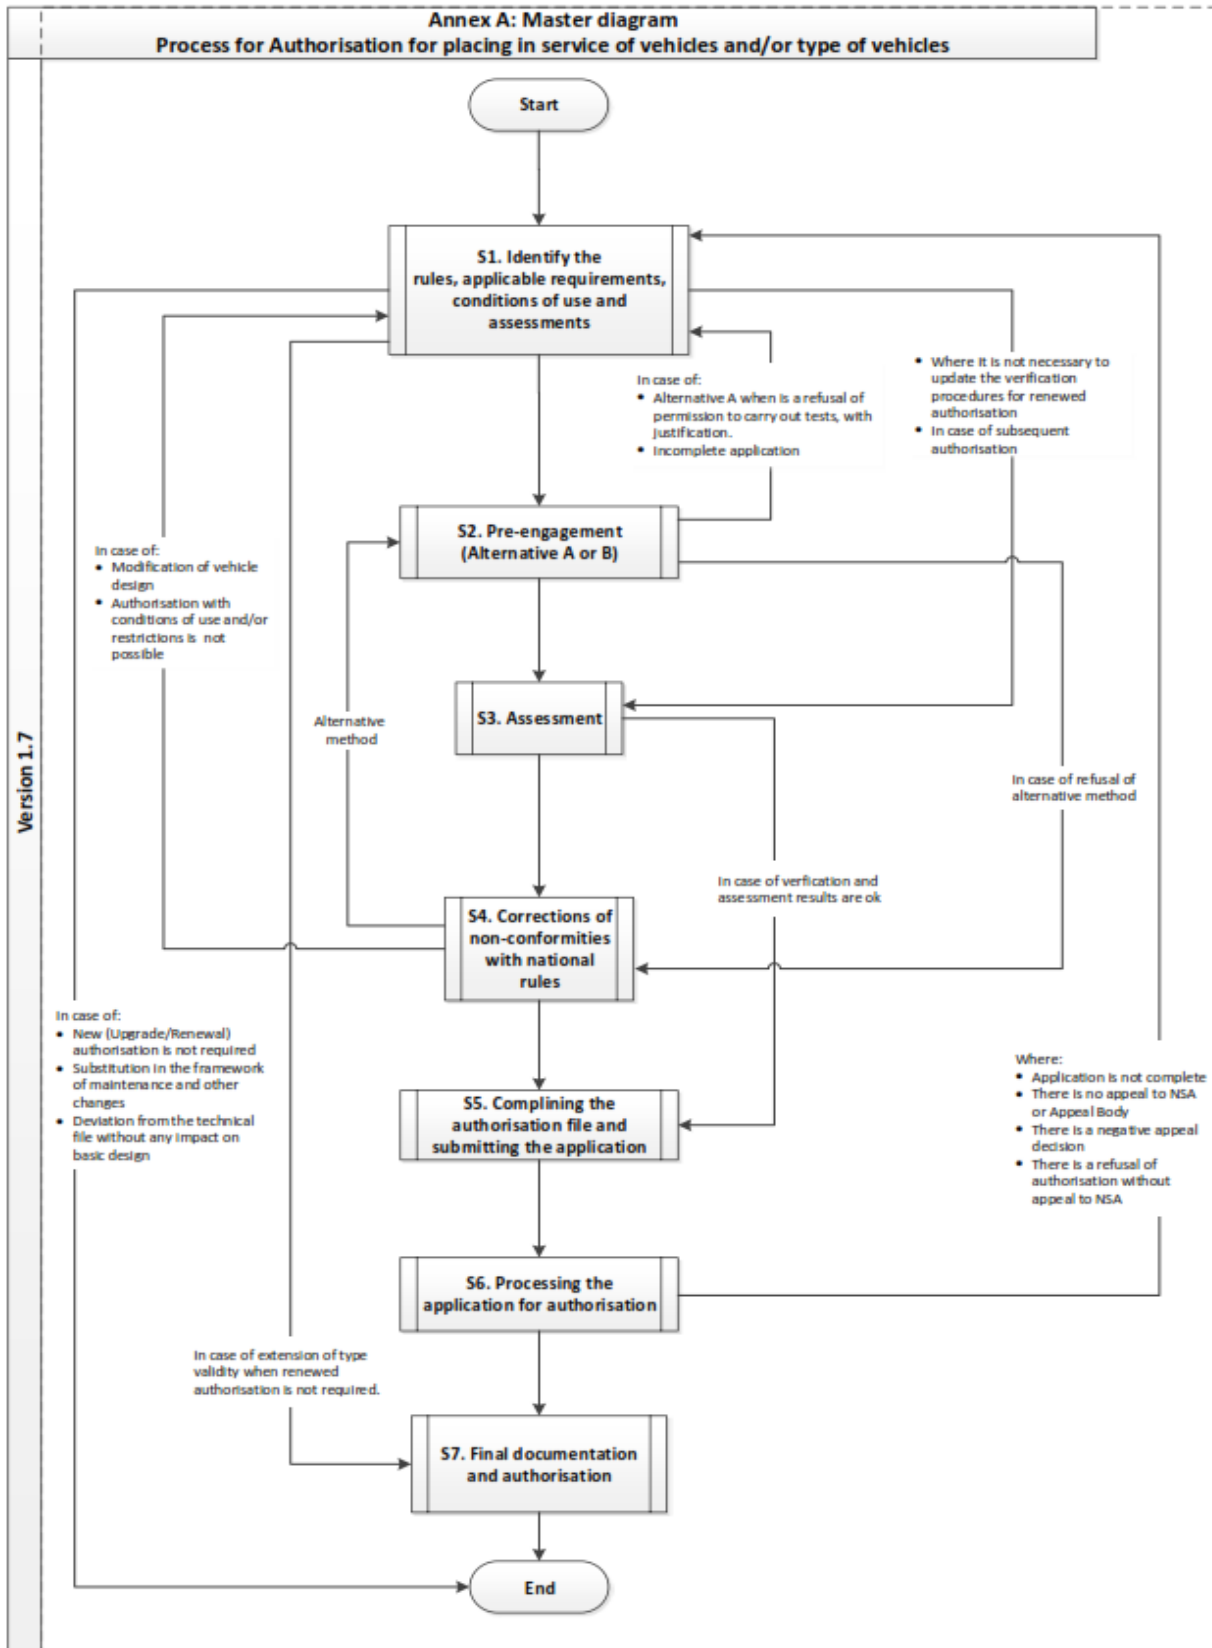 Annex A: Master diagram
Process for Authorisation for placing in service of vehicles and/or type of vehicles
Version 1.7
Start
S1. Identify the
rules, applicable requirements,
conditions of use and
assessments
In case of:
• Alternative A when is a refusal of
permission to carry out tests, with
justification.
• Incomplete application
• Where it is not necessary to
update the verification
procedures for renewed
authorisation
• In case of subsequent
authorisation
S2. Pre-engagement
(Alternative A or B)
In case of:
• Modification of vehicle
design
• Authorisation with
conditions of use and/or
restrictions is not
possible
S3. Assessment
Alternative
method
In case of refusal of
alternative method
In case of verfication and
assessment results are ok
S4. Corrections of
non-conformities
with national
rules
In case of:
• New (Upgrade/Renewal)
authorisation is not required
• Substitution in the framework
of maintenance and other
changes
• Deviation from the technical
file without any impact on
basic design
Where:
• Application is not complete
• There is no appeal to NSA
or Appeal Body
• There is a negative appeal
decision
• There is a refusal of
authorisation without
appeal to NSA
S5. Complining the
authorisation file and
submitting the application
S6. Processing the
application for authorisation
In case of extension of type
validity when renewed
authorisation is not required.
S7. Final documentation
and authorisation
End